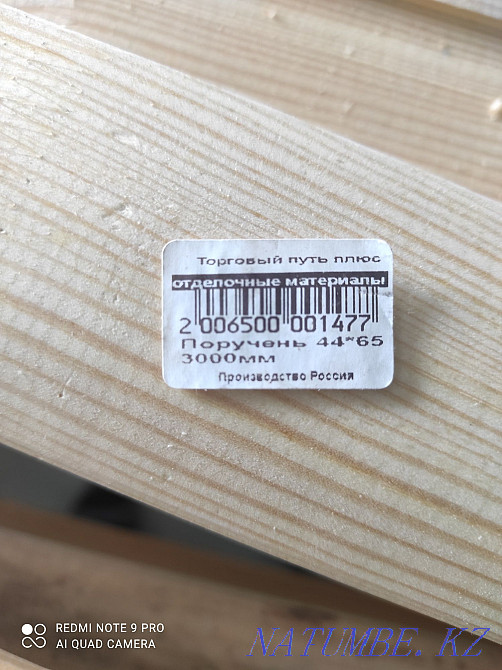 Торговый путь плюс
отделочные материалы
2 006500 001477
Поручень 44*65
3000мм
Производство Россия
REDMI NOTE 9 PRO
AI QUAD CAMERA
NATUMBE.KZ